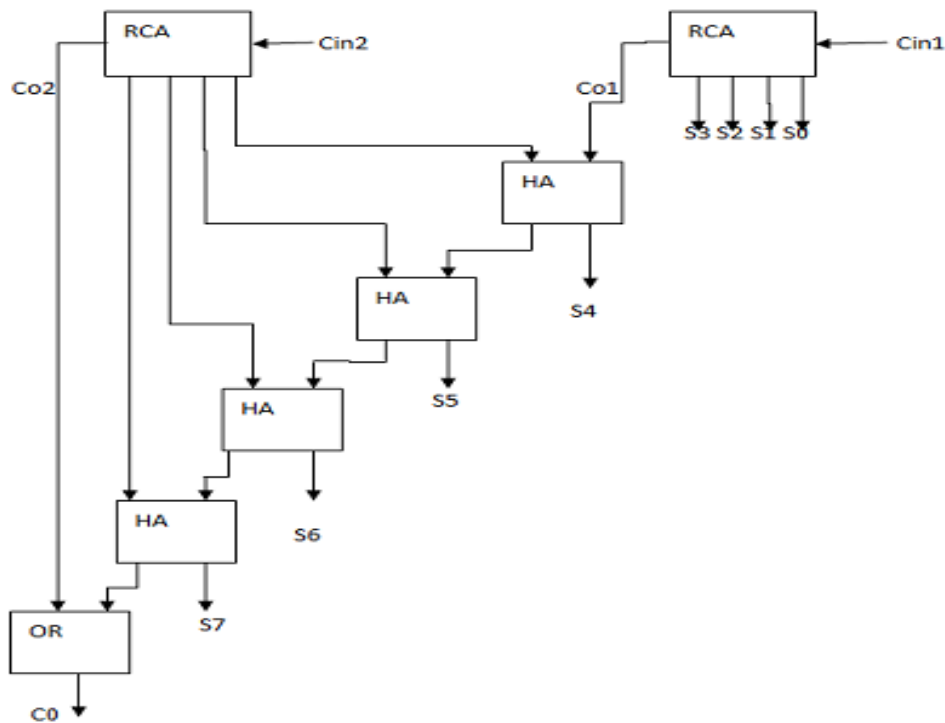 RCA
Cin2
RCA
Cin1
Co2
Co1
S3 S2 S1 S0
HA
HA
S4
HA
S5
HA
S6
OR
S7
C0